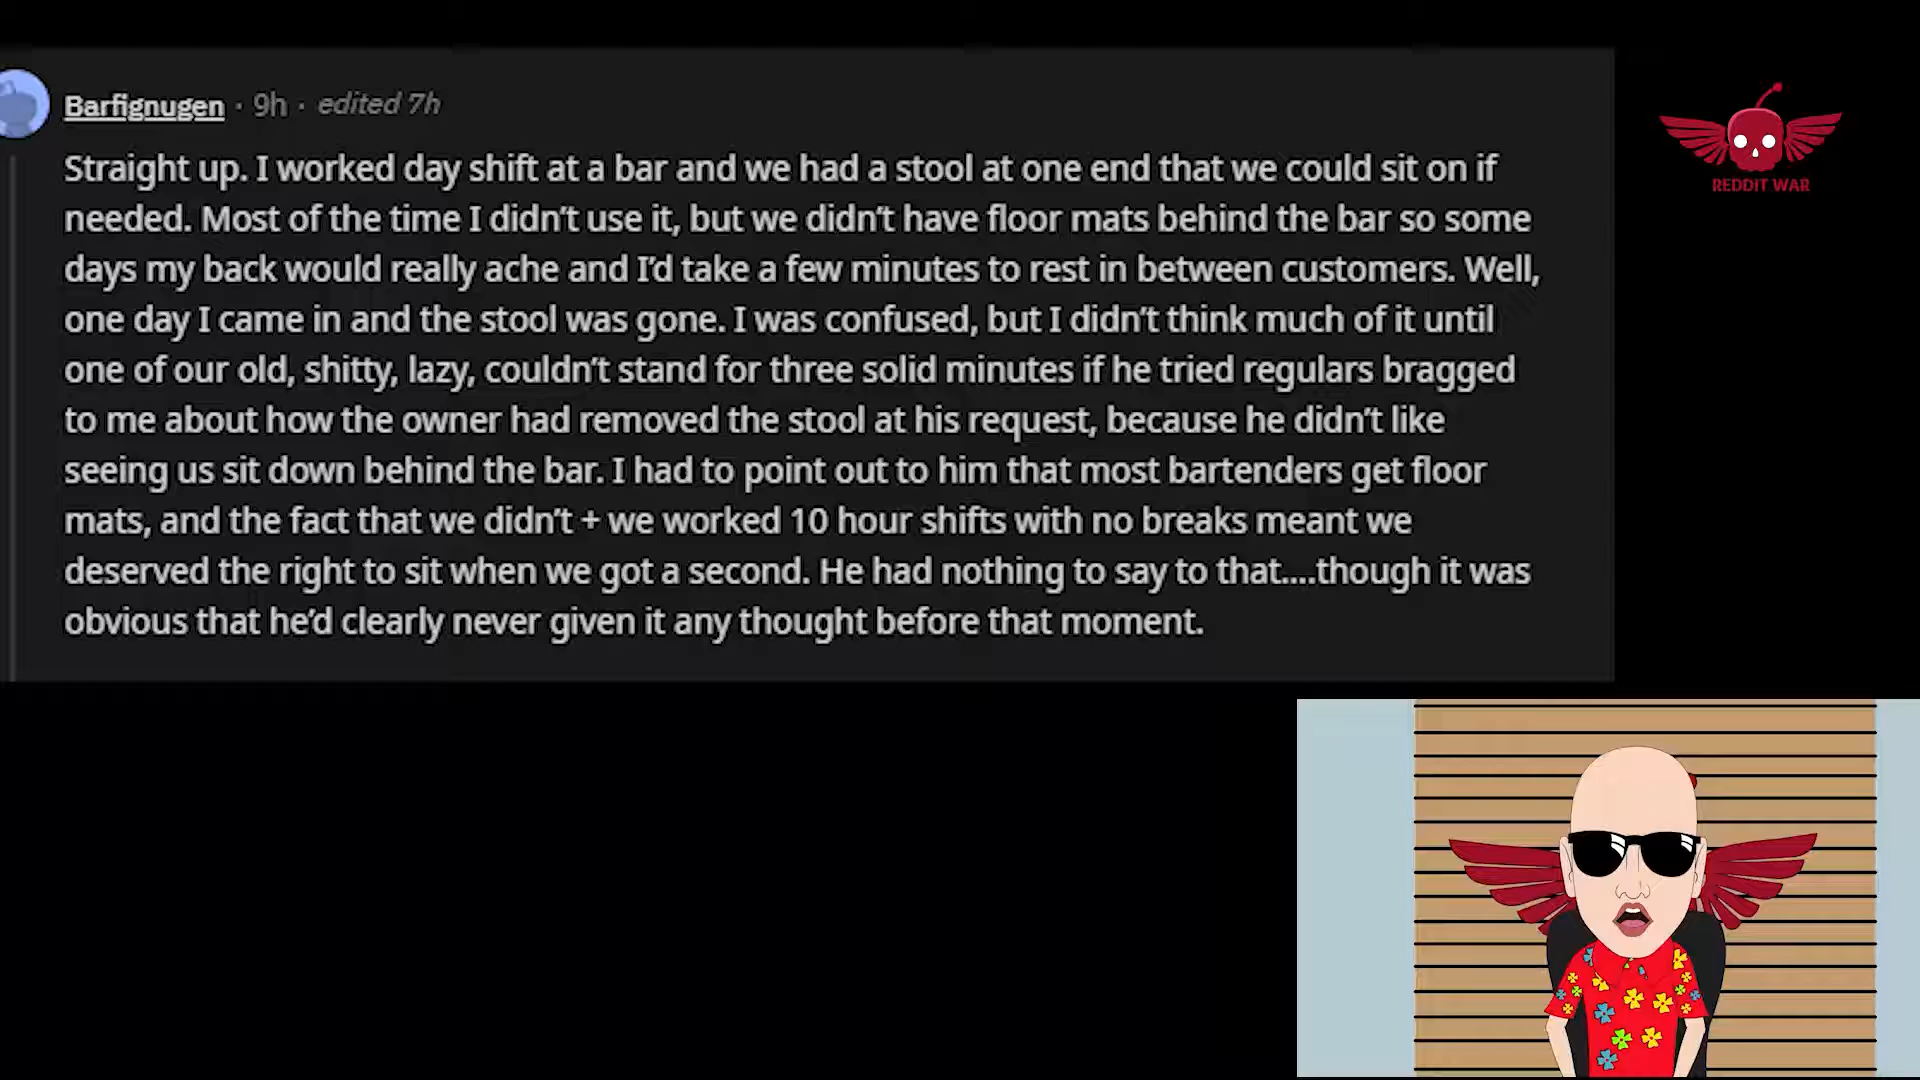 Barfignugen · 9h · edited 7h
Straight up. I worked day shift at a bar and we had a stool at one end that we could sit on if
needed. Most of the time I didn’t use it, but we didn’t have floor mats behind the bar so some
days my back would really ache and I’d take a few minutes to rest in between customers. Well,
one day I came in and the stool was gone. I was confused, but I didn’t think much of it until
one of our old, shitty, lazy, couldn’t stand for three solid minutes if he tried regulars bragged
to me about how the owner had removed the stool at his request, because he didn’t like
seeing us sit down behind the bar. I had to point out to him that most bartenders get floor
mats, and the fact that we didn’t + we worked 10 hour shifts with no breaks meant we
deserved the right to sit when we got a second. He had nothing to say to that....though it was
obvious that he’d clearly never given it any thought before that moment.
REDDIT WAR